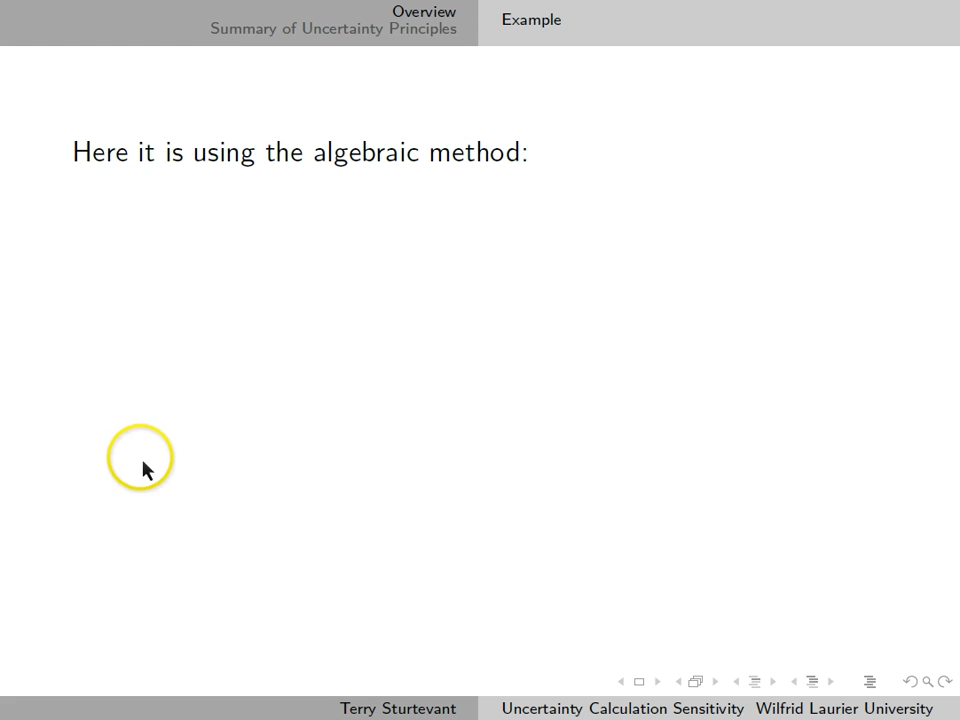 Overview
Summary of Uncertainty Principles
Example
Here it is using the algebraic method:
Terry Sturtevant
Uncertainty Calculation Sensitivity Wilfrid Laurier University